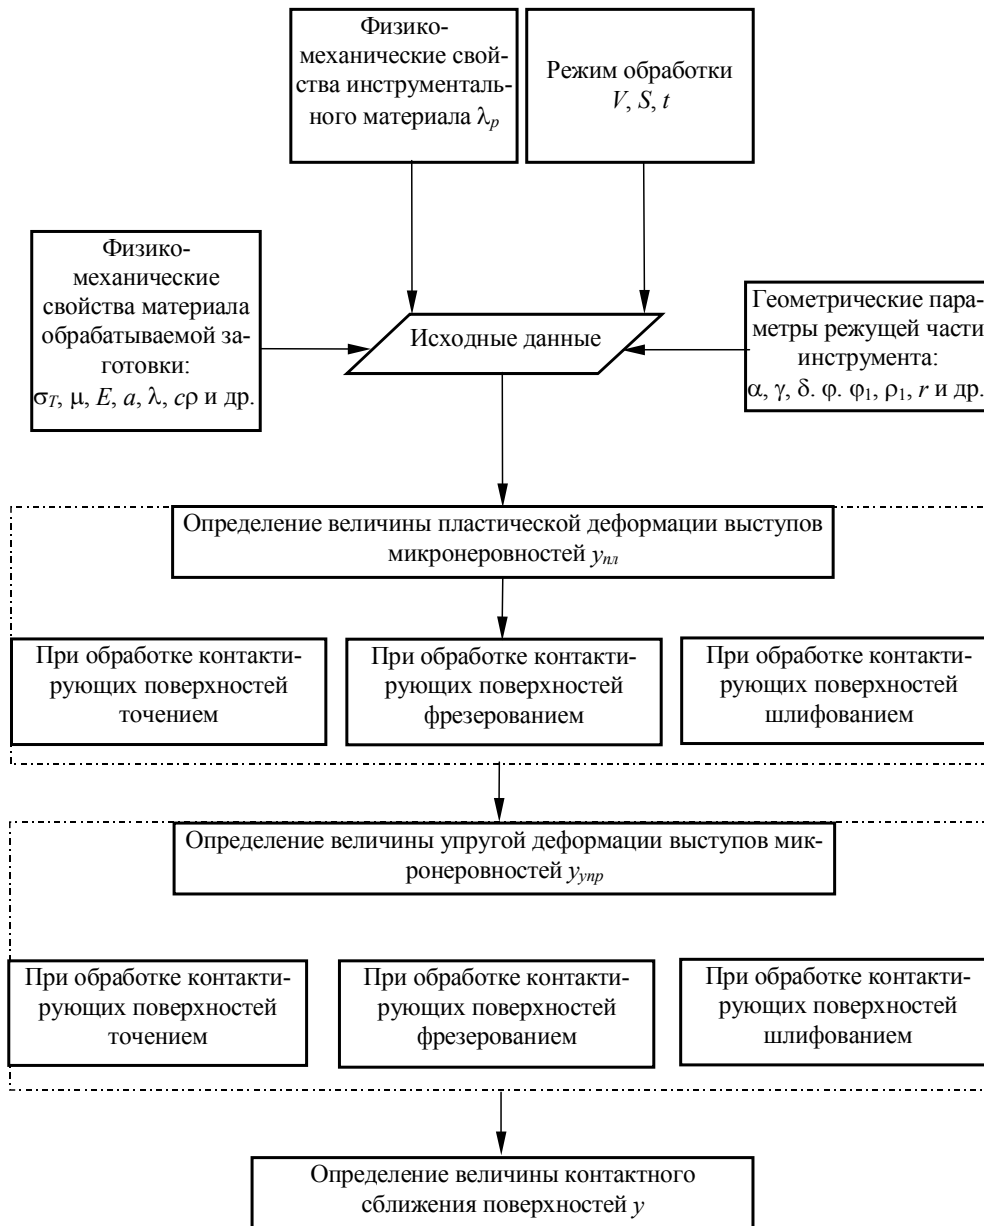 Физико-
механические свой-
ства инструменталь-
ного материала λp
Режим обработки
V, S, t
Физико-
механические
свойства материала
обрабатываемой за-
готовки:
σT, μ, E, a, λ, cρ и др.
Исходные данные
Геометрические пара-
метры режущей части
инструмента:
α, γ, δ. φ. φ1, ρ1, r и др.
Определение величины пластической деформации выступов
микронеровностей yпл
При обработке контакти-
рующих поверхностей
точением
При обработке контакти-
рующих поверхностей
фрезерованием
При обработке контакти-
рующих поверхностей
шлифованием
Определение величины упругой деформации выступов мик-
ронеровностей yупр
При обработке контакти-
рующих поверхностей
точением
При обработке контакти-
рующих поверхностей
фрезерованием
При обработке контакти-
рующих поверхностей
шлифованием
Определение величины контактного
сближения поверхностей y